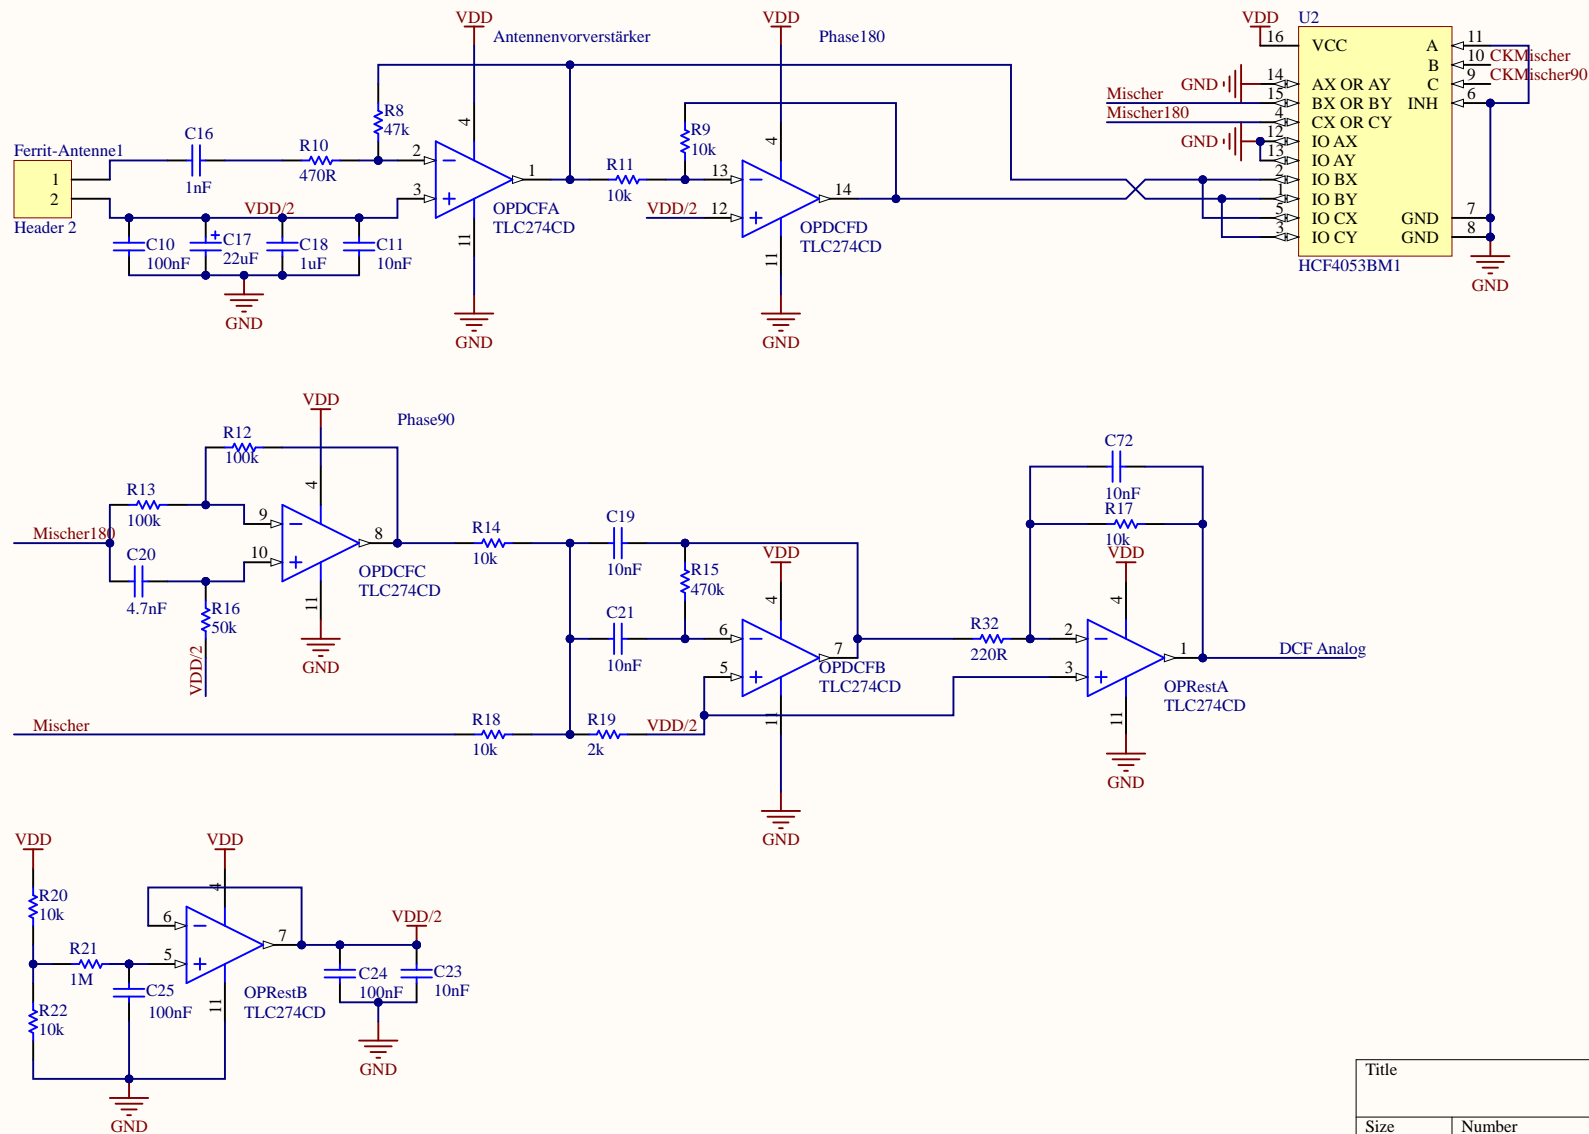 VDD
Antennenvorverstärker
VDD
Phase180
VDD
U2
16
VCC
A
11
B
10
CKMischer
GND
14
AX OR AY
C
9
CKMischer90
Mischer
15
BX OR BY
INH
6
Mischer180
4
CX OR CY
GND
12
IO AX
13
IO AY
2
IO BX
1
IO BY
5
IO CX
GND
7
3
IO CY
GND
8
HCF4053BM1
GND
R8
47k
4
R9
10k
4
C16
1nF
R10
470R
Ferrit-Antenne1
1
2
Header 2
2
3
1
11
OPDCFA
TLC274CD
R11
10k
13
VDD/2
12
14
11
OPDCFD
TLC274CD
VDD/2
C10
100nF
+
C17
22uF
C18
1uF
C11
10nF
GND
GND
GND
VDD
Phase90
R12
100k
4
R13
100k
9
Mischer180
10
8
C20
4.7nF
OPDCFC
TLC274CD
11
R16
50k
VDD/2
GND
R14
10k
C19
10nF
R15
470k
VDD
4
C21
10nF
6
5
7
OPDCFB
TLC274CD
11
Mischer
R18
10k
R19
2k
VDD/2
GND
C72
10nF
R17
10k
VDD
4
R32
220R
2
3
1
DCF Analog
OPRestA
TLC274CD
11
GND
VDD
VDD
R20
10k
4
6
R21
1M
5
7
VDD/2
C25
100nF
11
OPRestB
TLC274CD
C24
100nF
C23
10nF
R22
10k
GND
GND
Title
Size
Number